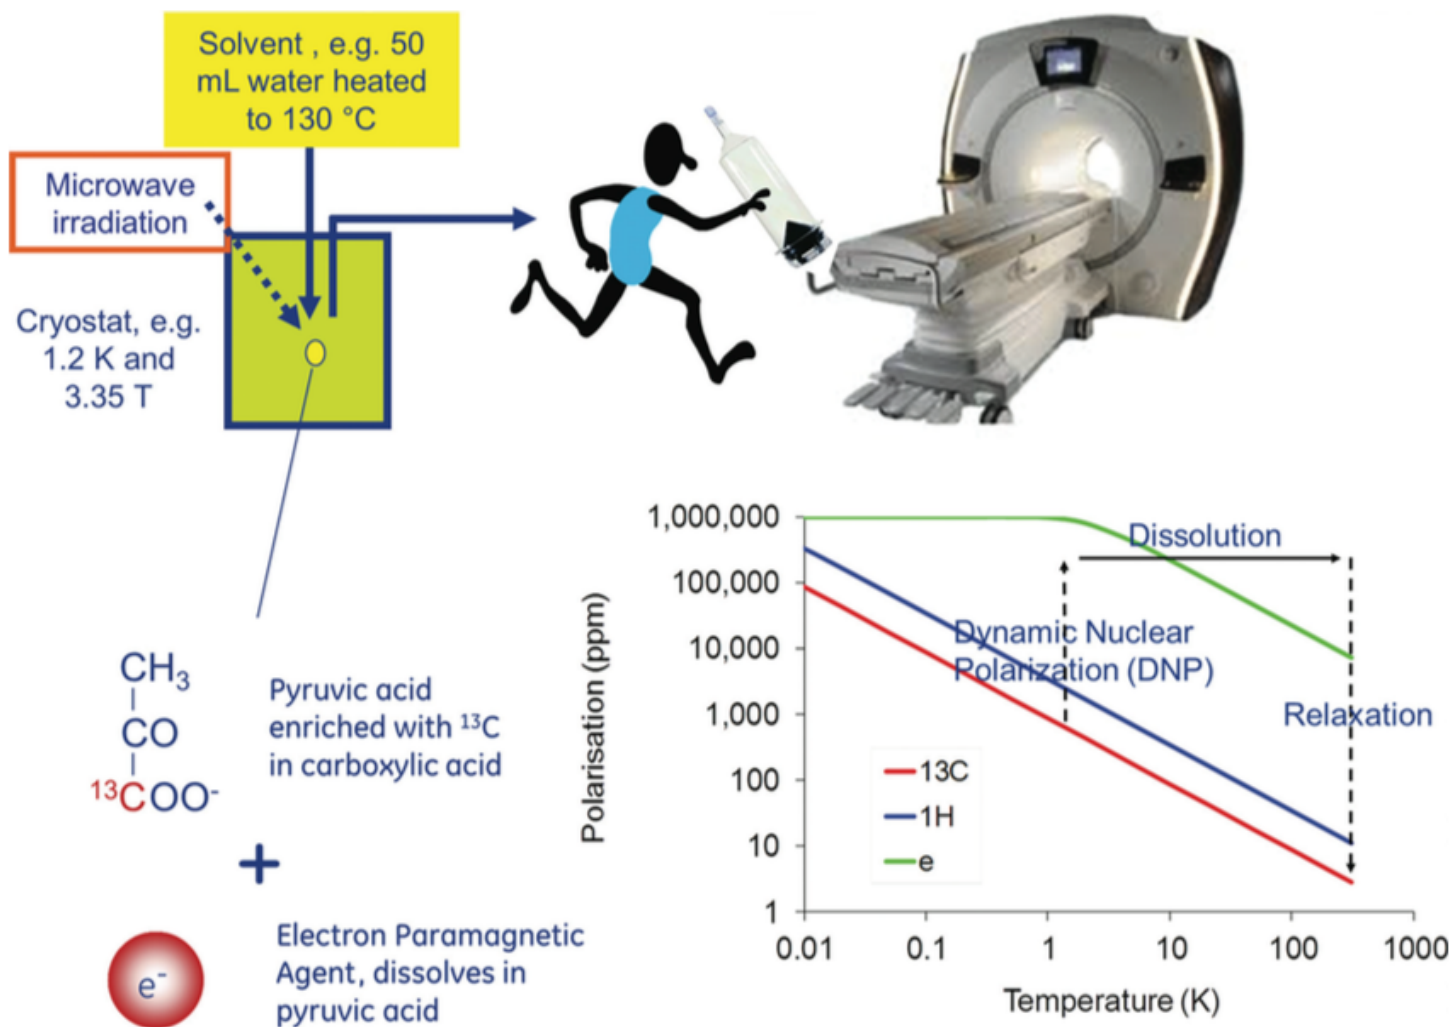 Solvent , e.g. 50
mL water heated
to 130 °C
Microwave
irradiation
Cryostat, e.g.
1.2 K and
3.35 T
CH₃
CO
¹³COO⁻
Pyruvic acid
enriched with ¹³C
in carboxylic acid
+
e⁻
Electron Paramagnetic
Agent, dissolves in
pyruvic acid
Polarisation (ppm)
1,000,000
100,000
10,000
1,000
100
10
1
Dissolution
Dynamic Nuclear
Polarization (DNP)
Relaxation
13C
1H
e
0.01 0.1 1 10 100 1000
Temperature (K)